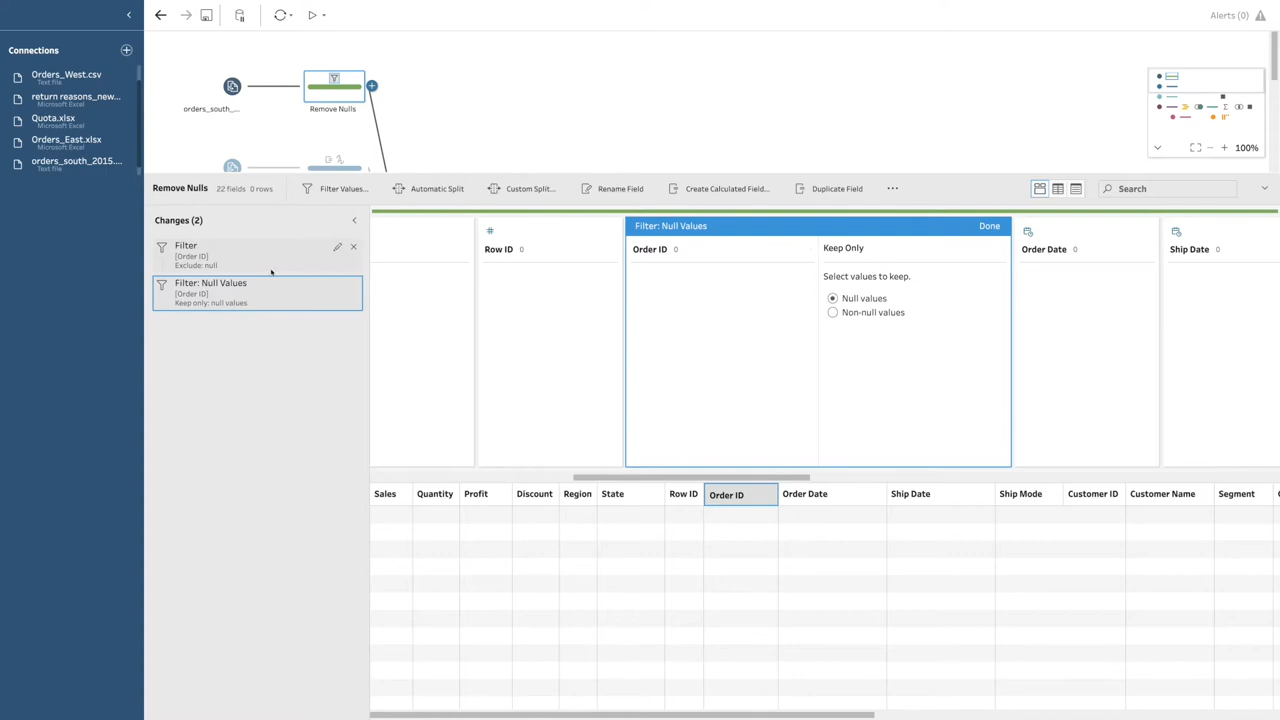 Alerts (0)
Connections
Orders_West.csv
Text file
return reasons_new...
Microsoft Excel
Quota.xlsx
Microsoft Excel
Orders_East.xlsx
Microsoft Excel
orders_south_2015....
Text file
orders_south_...
Remove Nulls
100%
Remove Nulls 22 fields 0 rows Filter Values... Automatic Split Custom Split... Rename Field Create Calculated Field... Duplicate Field ... Search
Changes (2)
Filter
[Order ID]
Exclude: null
Filter: Null Values
[Order ID]
Keep only: null values
#
Row ID 0
Filter: Null Values Done
Order ID 0
Keep Only
Select values to keep.
Null values
Non-null values
Order Date 0
Ship Date 0
Sales Quantity Profit Discount Region State Row ID Order ID Order Date Ship Date Ship Mode Customer ID Customer Name Segment